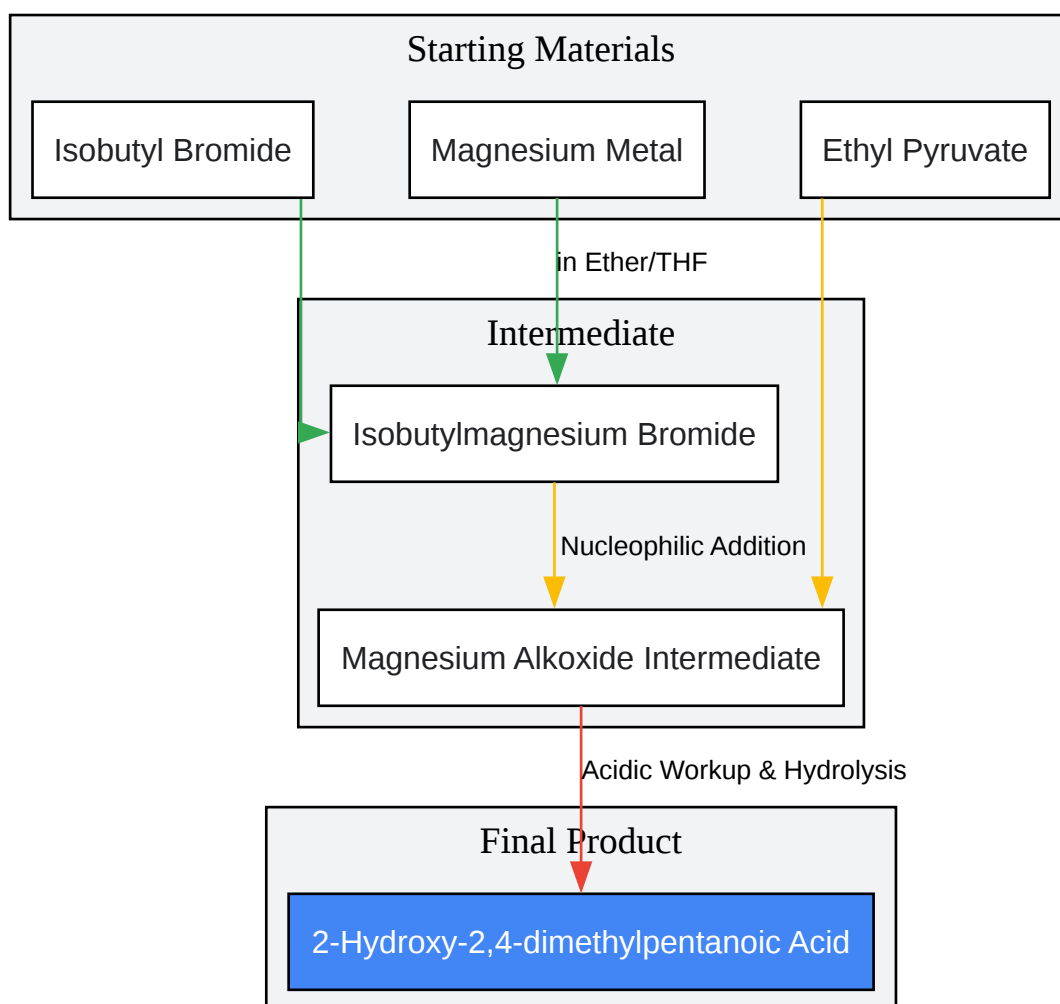 Starting Materials
Isobutyl Bromide
Magnesium Metal
Ethyl Pyruvate
in Ether/THF
Intermediate
Isobutylmagnesium Bromide
Nucleophilic Addition
Magnesium Alkoxide Intermediate
Acidic Workup & Hydrolysis
Final Product
2-Hydroxy-2,4-dimethylpentanoic Acid